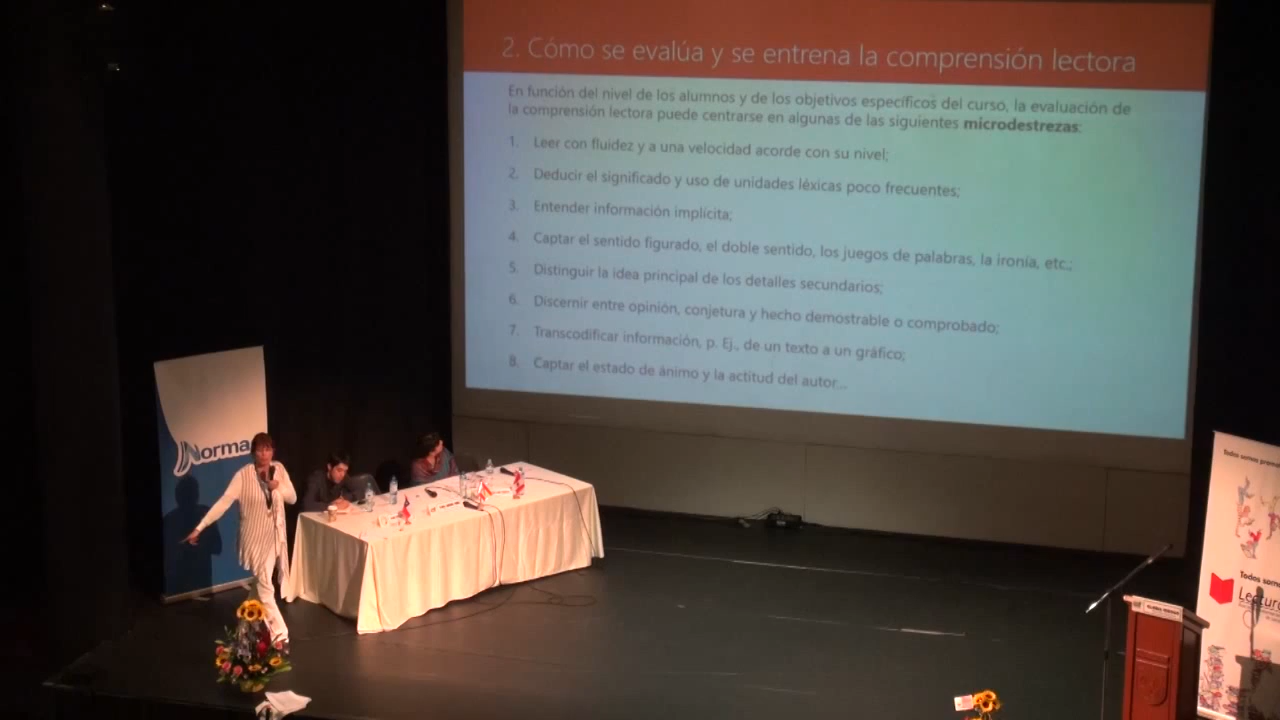 2. Cómo se evalúa y se entrena la comprensión lectora
En función del nivel de los alumnos y de los objetivos específicos del curso, la evaluación de
la comprensión lectora puede centrarse en algunas de las siguientes microdestrezas:
1. Leer con fluidez y a una velocidad acorde con su nivel;
2. Deducir el significado y uso de unidades léxicas poco frecuentes;
3. Entender información implícita;
4. Captar el sentido figurado, el doble sentido, los juegos de palabras, la ironía, etc.;
5. Distinguir la idea principal de los detalles secundarios;
6. Discernir entre opinión, conjetura y hecho demostrable o comprobado;
7. Transcodificar información, p. Ej., de un texto a un gráfico;
8. Captar el estado de ánimo y la actitud del autor...
Norma
Todos somos
Todos
Lectura